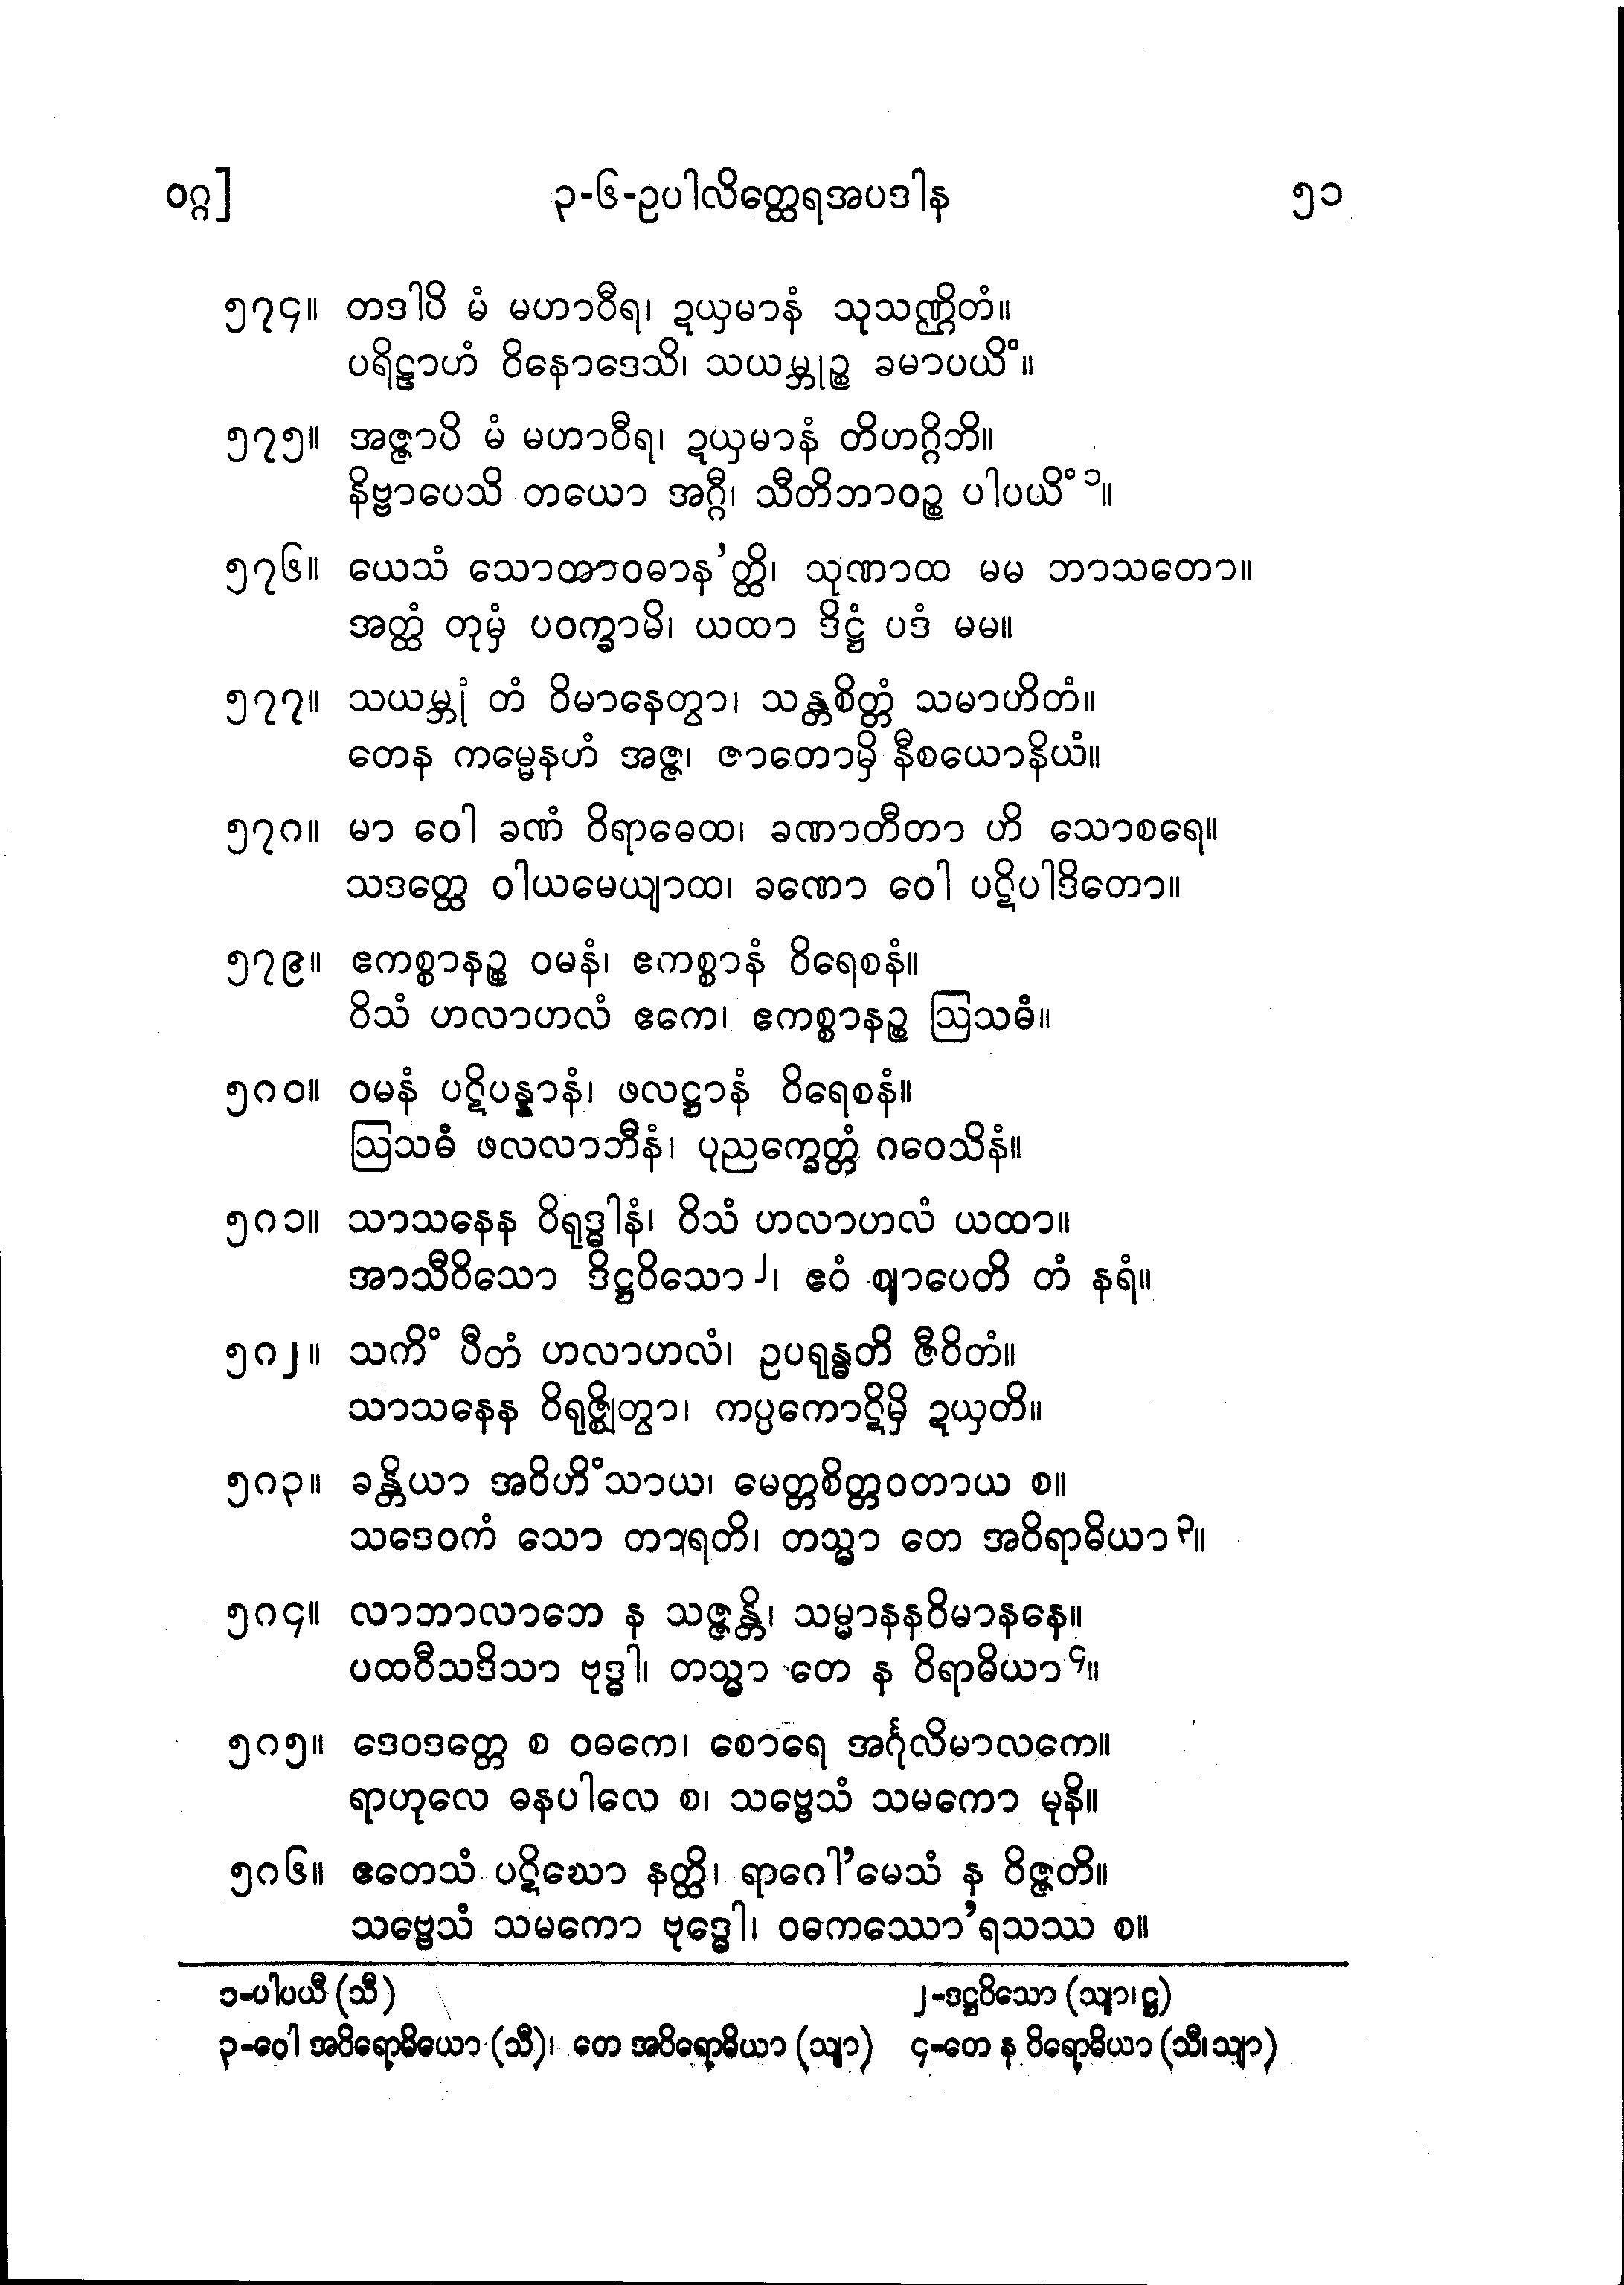 ဝဂ္ဂ]	၃-၆-ဥပါလိတ္ထေရအပဒါန	၅၁
၅၇၄။ တဒါပိ မံ မဟာဝီရ၊ ဍယှမာနံ သုသဏ္ဌိတံ။
ပရိဠာဟံ ဝိနောဒေသိ၊ သယမ္ဘုဉ္စ ခမာပယိံ။
၅၇၅။ အဇ္ဇာပိ မံ မဟာဝီရ၊ ဍယှမာနံ တိဟဂ္ဂိဘိ။
နိဗ္ဗာပေသိ တယော အဂ္ဂီ၊ သီတိဘာဝဉ္စ ပါပယိံ ၁။
၅၇၆။ ယေသံ သောတာဝဓာန’တ္ထိ၊ သုဏာထ မမ ဘာသတော။
အတ္ထံ တုမှံ ပဝက္ခာမိ၊ ယထာ ဒိဋ္ဌံ ပဒံ မမ။
၅၇၇။ သယမ္ဘုံ တံ ဝိမာနေတွာ၊ သန္တစိတ္တံ သမာဟိတံ။
တေန ကမ္မေနဟံ အဇ္ဇ၊ ဇာတောမှိ နီစယောနိယံ။
၅၇၈။ မာ ဝေါ ခဏံ ဝိရာဓေထ၊ ခဏာတီတာ ဟိ သောစရေ။
သဒတ္ထေ ဝါယမေယျာထ၊ ခဏော ဝေါ ပဋိပါဒိတော။
၅၇၉။ ဧကစ္စာနဉ္စ ဝမနံ၊ ဧကစ္စာနံ ဝိရေစနံ။
ဝိသံ ဟလာဟလံ ဧကေ၊ ဧကစ္စာနဉ္စ ဩသဓံ။
၅၈၀။ ဝမနံ ပဋိပန္နာနံ၊ ဖလဋ္ဌာနံ ဝိရေစနံ။
ဩသဓံ ဖလလာဘီနံ၊ ပုညက္ခေတ္တံ ဂဝေသိနံ။
၅၈၁။ သာသနေန ဝိရုဒ္ဓါနံ၊ ဝိသံ ဟလာဟလံ ယထာ။
အာသီဝိသော ဒိဋ္ဌဝိသော ၂၊ ဧဝံ ဈာပေတိ တံ နရံ။
၅၈၂။ သကိံ ပီတံ ဟလာဟလံ၊ ဥပရုန္ဓတိ ဇီဝိတံ။
သာသနေန ဝိရုဇ္ဈိတွာ၊ ကပ္ပကောဋိမှိ ဍယှတိ။
၅၈၃။ ခန္တိယာ အဝိဟိံသာယ၊ မေတ္တစိတ္တဝတာယ စ။
သဒေဝကံ သော တာရတိ၊ တသ္မာ တေ အဝိရာဓိယာ ၃။
၅၈၄။ လာဘာလာဘေ န သဇ္ဇန္တိ၊ သမ္မာနနဝိမာနနေ။
ပထဝီသဒိသာ ဗုဒ္ဓါ၊ တသ္မာ တေ န ဝိရာဓိယာ ၄။
၅၈၅။ ဒေဝဒတ္တေ စ ဝဓကေ၊ စောရေ အင်္ဂုလိမာလကေ။
ရာဟုလေ ဓနပါလေ စ၊ သဗ္ဗေသံ သမကော မုနိ။
၅၈၆။ ဧတေသံ ပဋိဃော နတ္ထိ၊ ရာဂေါ’မေသံ န ဝိဇ္ဇတိ။
သဗ္ဗေသံ သမကော ဗုဒ္ဓေါ၊ ဝဓကဿော’ရသဿ စ။
၁-ပါပယီ (သီ)	၂-ဒဋ္ဌဝိသော (သျာ၊ ဋ္ဌ)
၃-ဝေါ အဝိရောဓိယော (သီ)၊ တေ အဝိရောဓိယာ (သျာ)	၄-တေ န ဝိရောဓိယာ (သီ၊ သျာ)